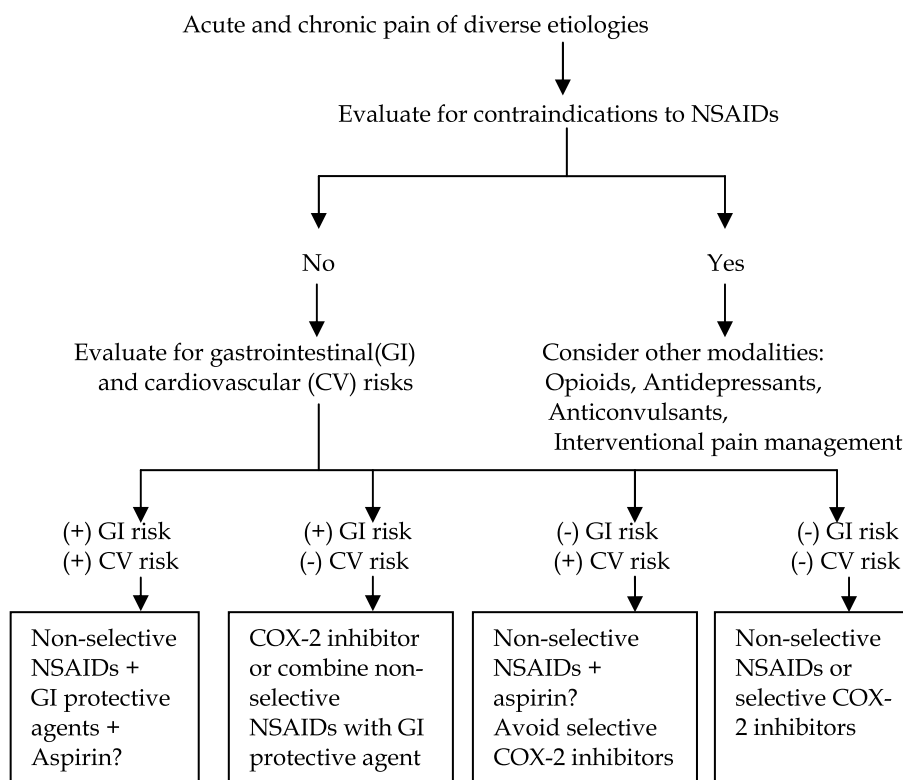 Acute and chronic pain of diverse etiologies
Evaluate for contraindications to NSAIDs
No
Yes
Evaluate for gastrointestinal(GI)
and cardiovascular (CV) risks
Consider other modalities:
Opioids, Antidepressants,
Anticonvulsants,
Interventional pain management
(+) GI risk
(+) CV risk
(+) GI risk
(-) CV risk
(-) GI risk
(+) CV risk
(-) GI risk
(-) CV risk
Non-selective
NSAIDs +
GI protective
agents +
Aspirin?
COX-2 inhibitor
or combine non-
selective
NSAIDs with GI
protective agent
Non-selective
NSAIDs +
aspirin?
Avoid selective
COX-2 inhibitors
Non-selective
NSAIDs or
selective COX-
2 inhibitors